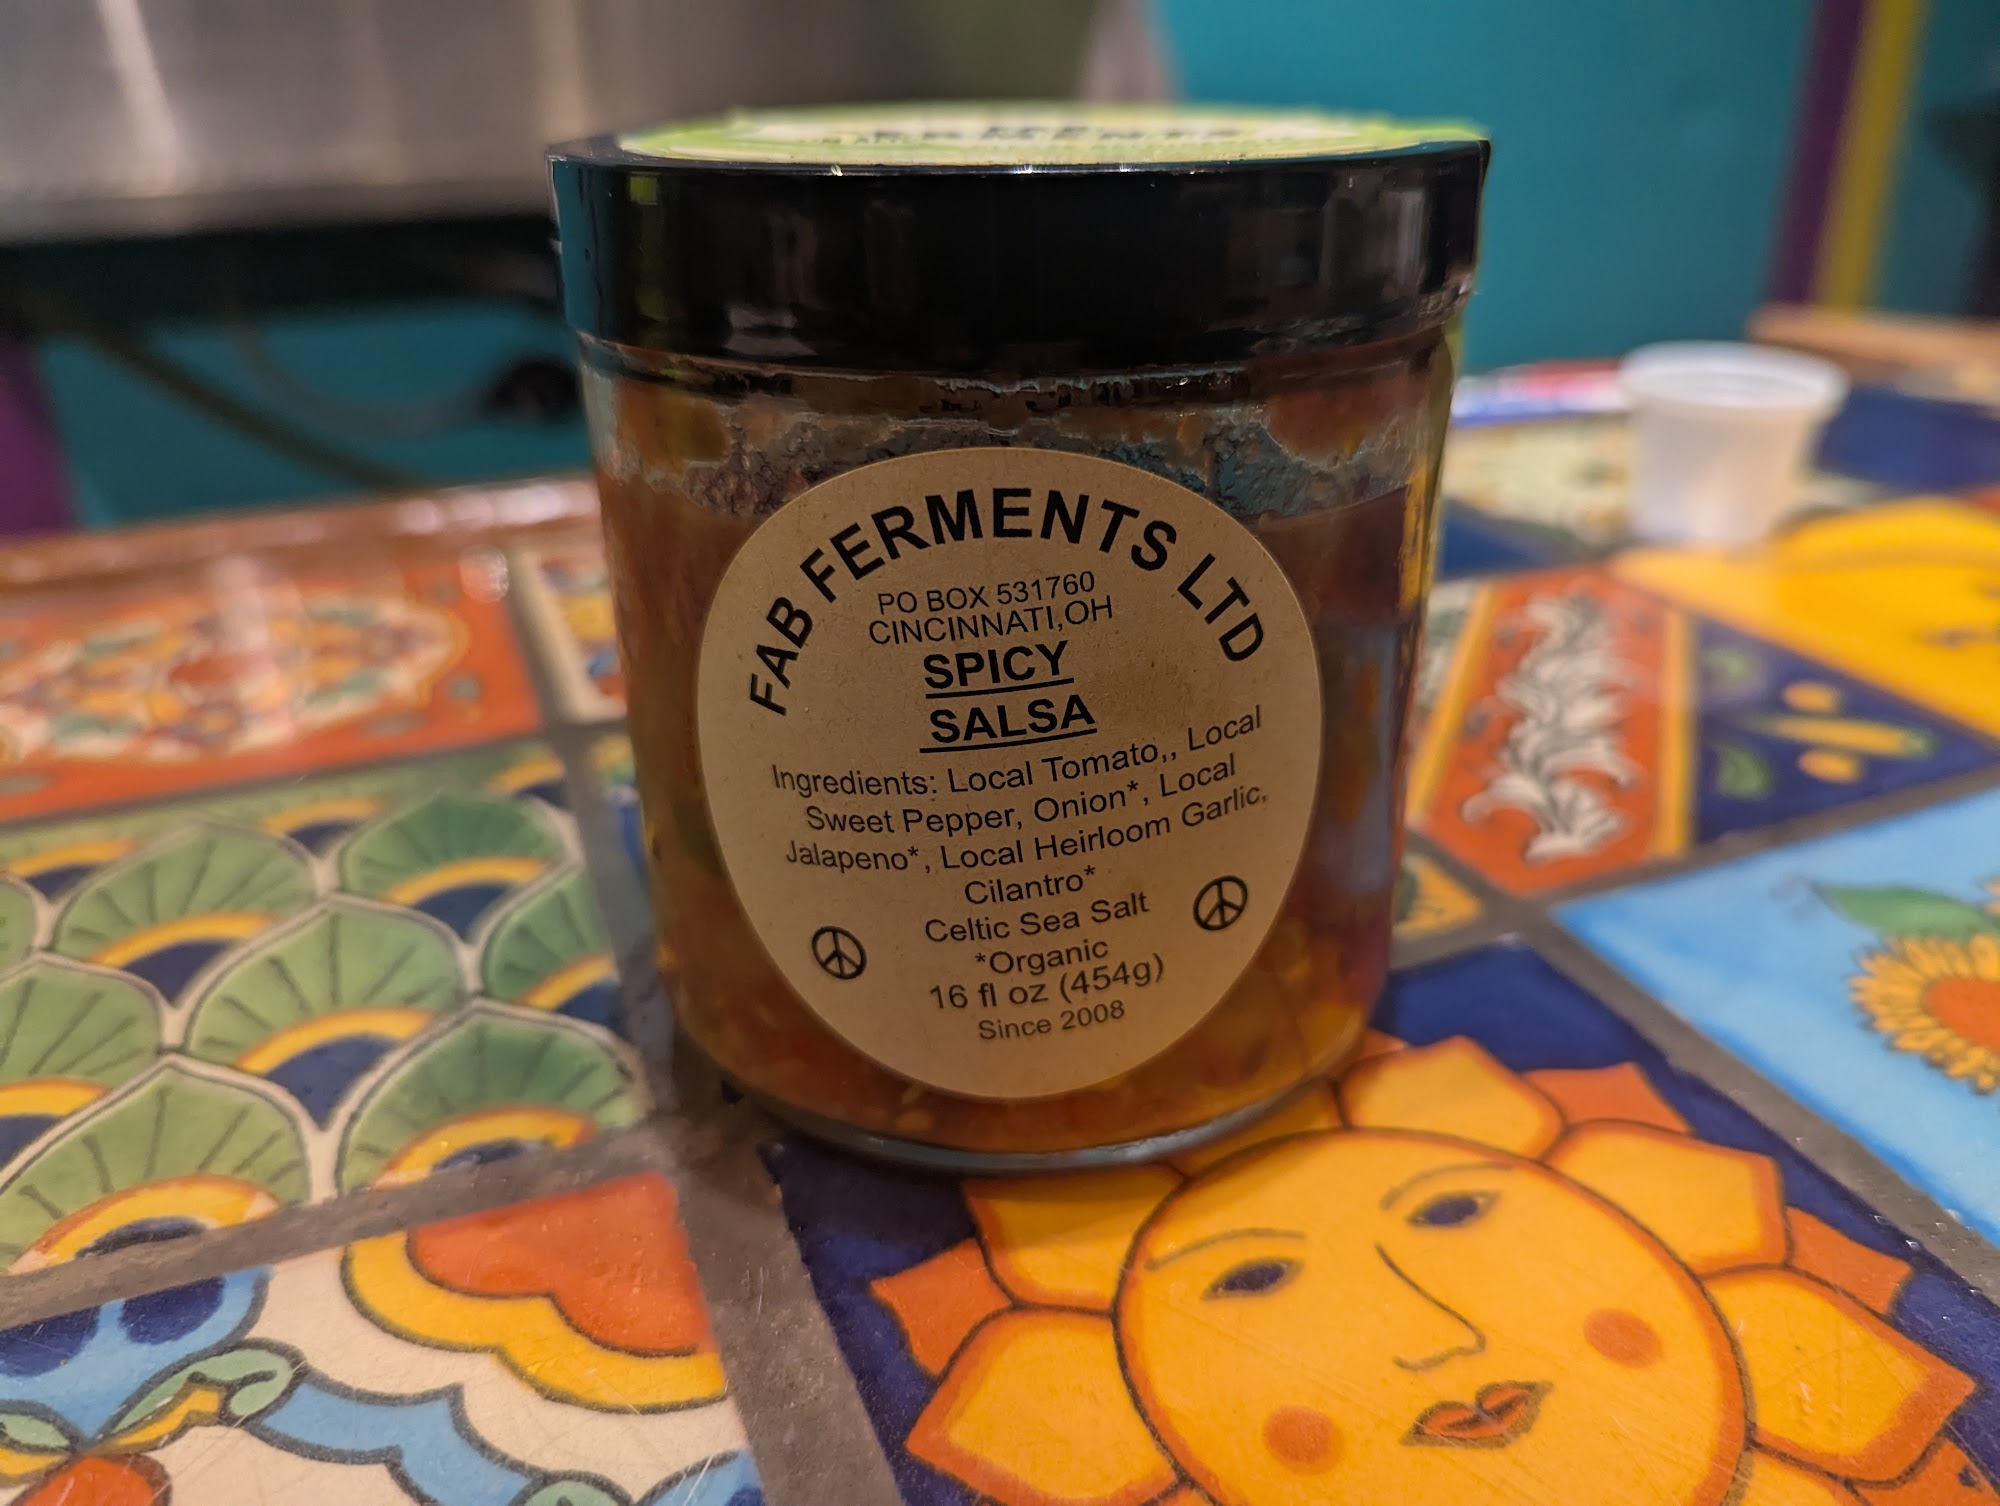 FAB FERMENTS LTD
PO BOX 531760
CINCINNATI,OH
SPICY
SALSA
Ingredients: Local Tomato,, Local
Sweet Pepper, Onion*, Local
Jalapeno*, Local Heirloom Garlic,
Cilantro*
Celtic Sea Salt
*Organic
16 fl oz (454g)
Since 2008